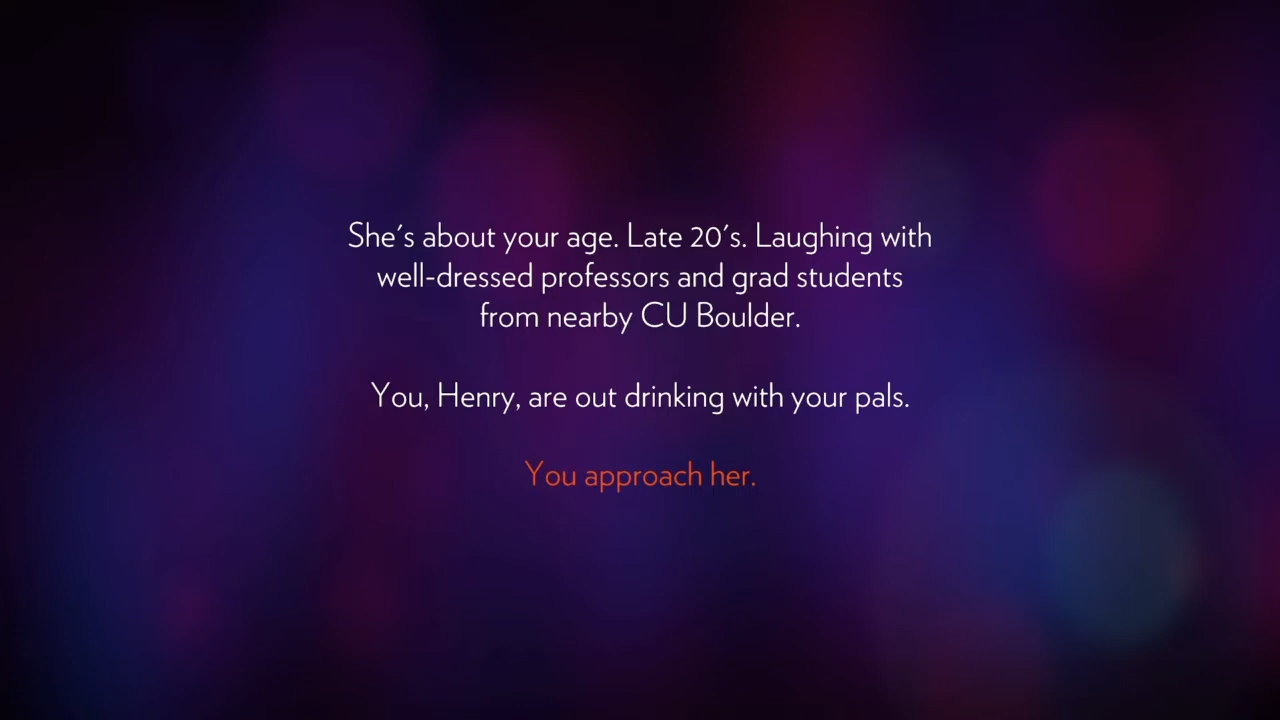 She's about your age. Late 20's. Laughing with
well-dressed professors and grad students
from nearby CU Boulder.
You, Henry, are out drinking with your pals.
You approach her.